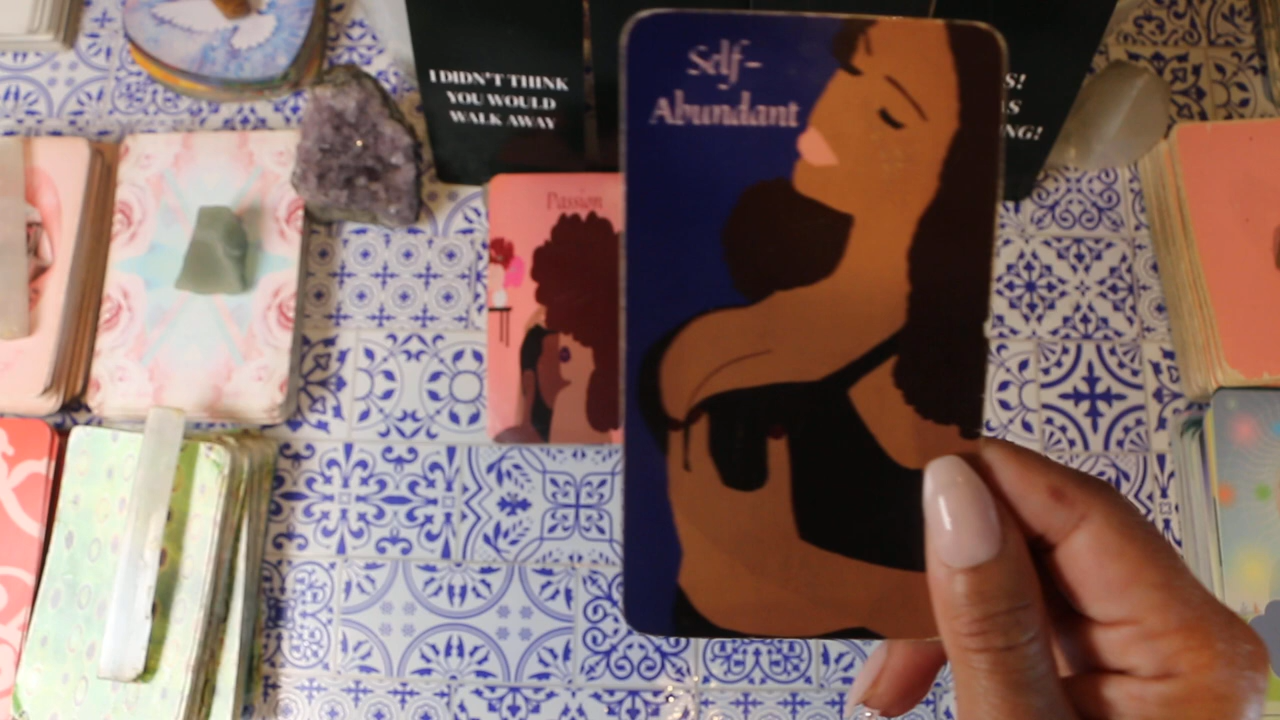 I DIDN'T THINK
YOU WOULD
WALK AWAY
Self-
Abundant
Passion